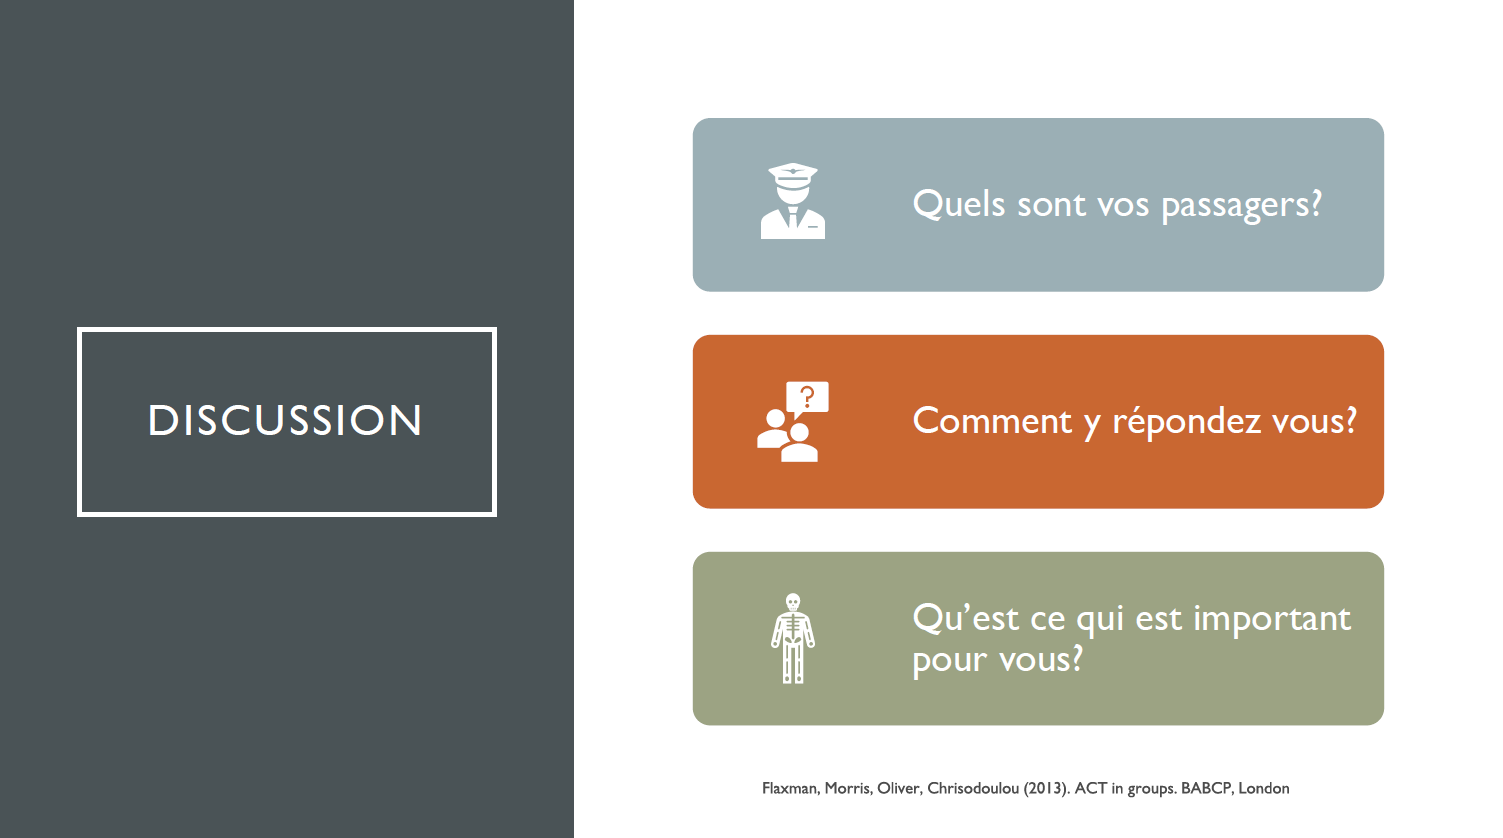 DISCUSSION
Quels sont vos passagers?
?
Comment y répondez vous?
Qu’est ce qui est important
pour vous?
Flaxman, Morris, Oliver, Chrisodoulou (2013). ACT in groups. BABCP, London